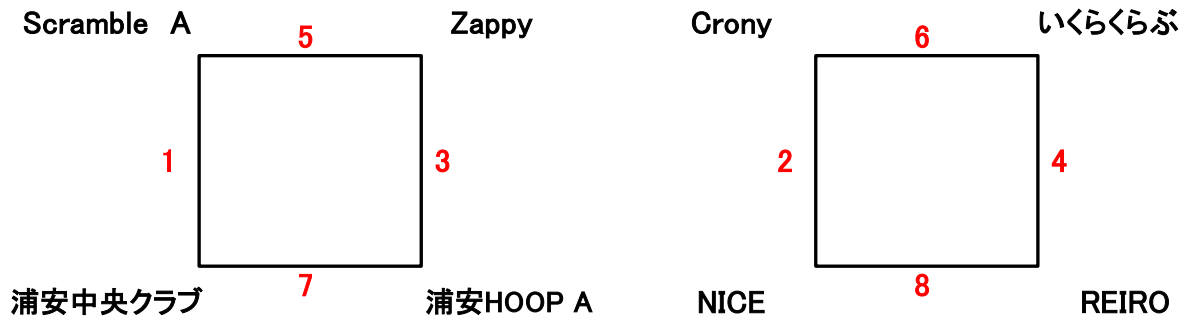 Scramble　A
5
Zappy
Crony
6
いくらくらぶ
1
3
2
4
浦安中央クラブ
7
浦安HOOP A
NICE
8
REIRO